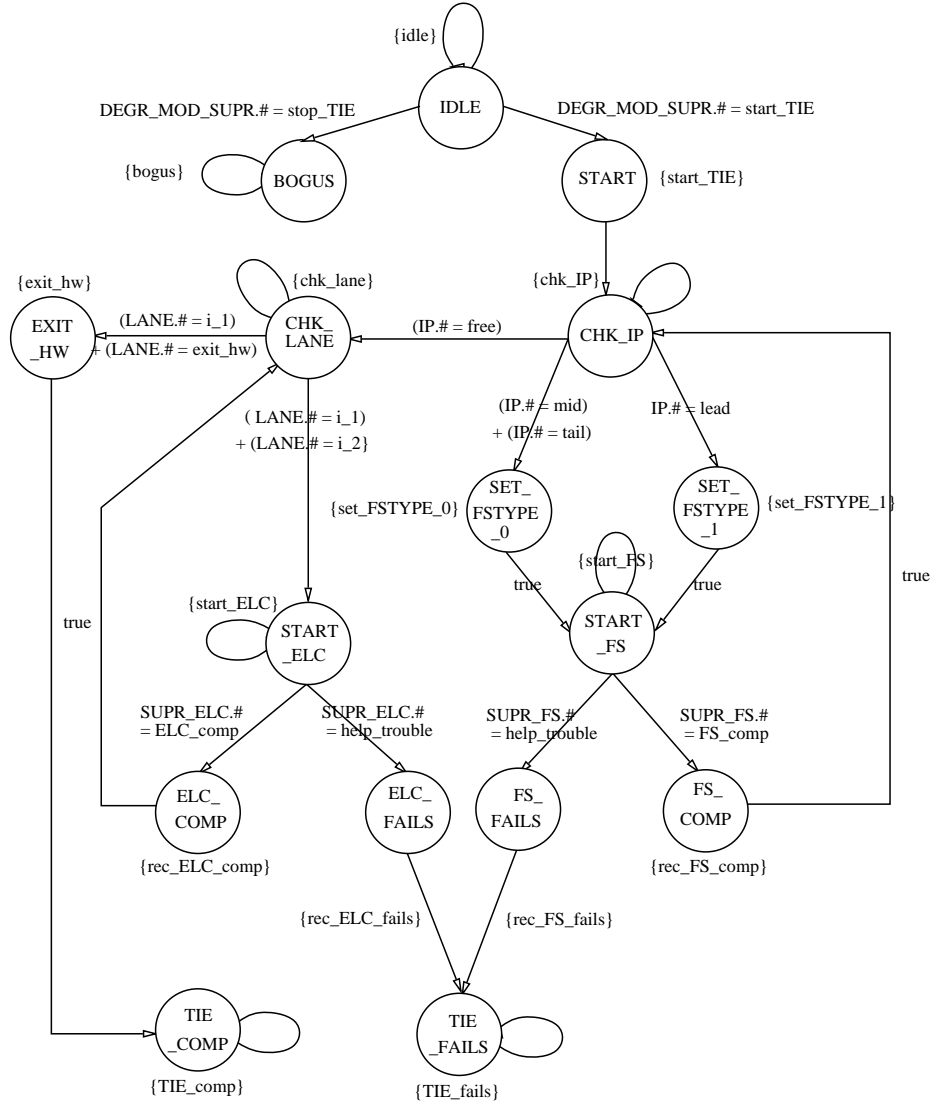 {idle}
IDLE
DEGR_MOD_SUPR.# = stop_TIE
DEGR_MOD_SUPR.# = start_TIE
{bogus}
BOGUS
START
{start_TIE}
{exit_hw}
{chk_lane}
{chk_IP}
EXIT
_HW
(LANE.# = i_1)
+ (LANE.# = exit_hw)
CHK_
LANE
(IP.# = free)
CHK_IP
( LANE.# = i_1)
+ (LANE.# = i_2}
(IP.# = mid)
+ (IP.# = tail)
IP.# = lead
{set_FSTYPE_0}
SET_
FSTYPE
_0
SET_
FSTYPE
_1
{set_FSTYPE_1}
{start_FS}
true
true
true
{start_ELC}
START
_ELC
START
_FS
true
SUPR_ELC.#
= ELC_comp
SUPR_ELC.#
= help_trouble
SUPR_FS.#
= help_trouble
SUPR_FS.#
= FS_comp
ELC_
COMP
ELC_
FAILS
FS_
FAILS
FS_
COMP
{rec_ELC_comp}
{rec_FS_comp}
{rec_ELC_fails}
{rec_FS_fails}
TIE
_COMP
TIE
_FAILS
{TIE_comp}
{TIE_fails}